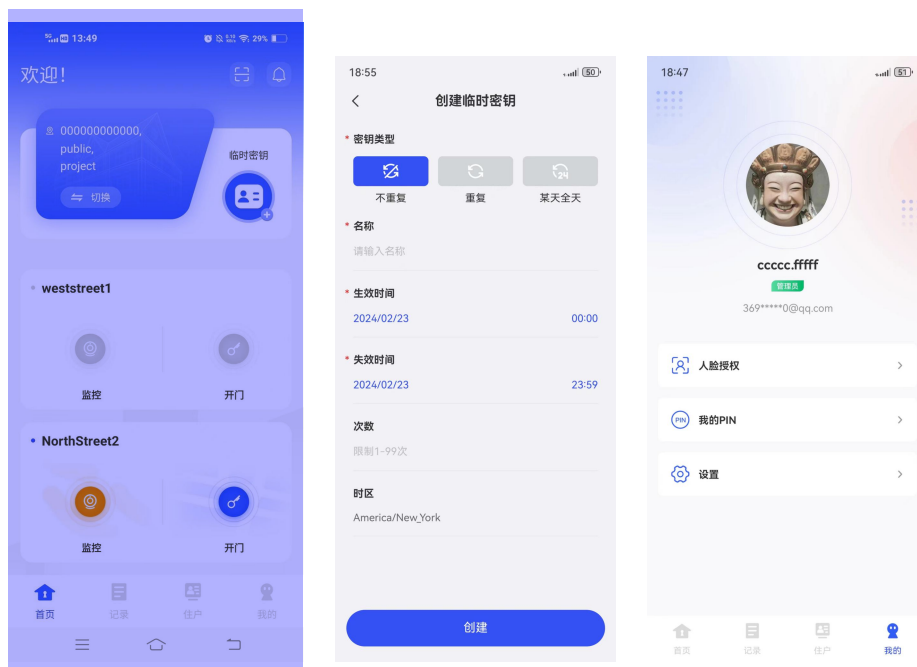 13:49
29%
欢迎!
000000000000,
public,
project
切换
临时密钥
weststreet1
监控
开门
NorthStreet2
监控
开门
首页
记录
住户
我的
18:55
50
创建临时密钥
* 密钥类型
24
不重复
重复
某天全天
* 名称
请输入名称
* 生效时间
2024/02/23
00:00
* 失效时间
2024/02/23
23:59
次数
限制1-99次
时区
America/New_York
创建
18:47
51
ccccc.fffff
管理员
369*****0@qq.com
人脸授权
PIN
我的PIN
设置
首页
记录
住户
我的